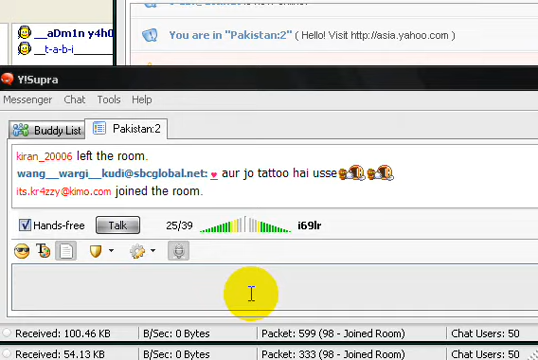 __aDm1n y4h0
__t-a-b-i___
You are in "Pakistan:2" ( Hello! Visit http://asia.yahoo.com )
Y!Supra
Messenger Chat Tools Help
Buddy List Pakistan:2
kiran_20006 left the room.
wang__wargi__kudi@sbcglobal.net: aur jo tattoo hai usse
its.kr4zzy@kimo.com joined the room.
Hands-free Talk 25/39 i69lr
Received: 100.46 KB B/Sec: 0 Bytes Packet: 599 (98 - Joined Room) Chat Users: 50
Received: 54.13 KB B/Sec: 0 Bytes Packet: 333 (98 - Joined Room) Chat Users: 50